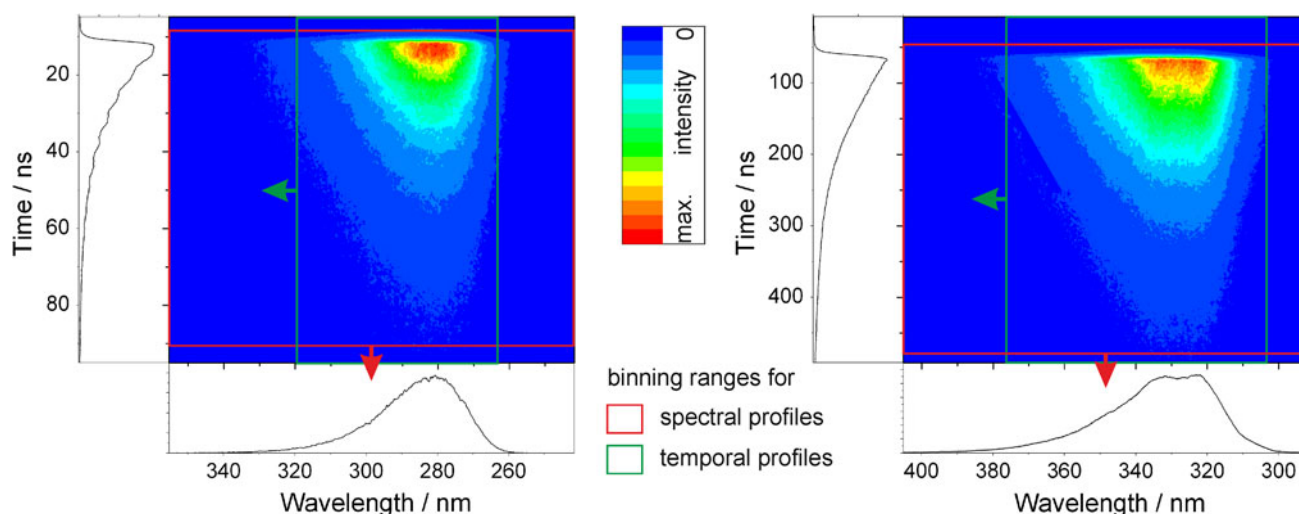 Time / ns
20
40
60
80
340
320
300
280
260
Wavelength / nm
0
intensity
max.
binning ranges for
spectral profiles
temporal profiles
Time / ns
100
200
300
400
400
380
360
340
320
300
Wavelength / nm